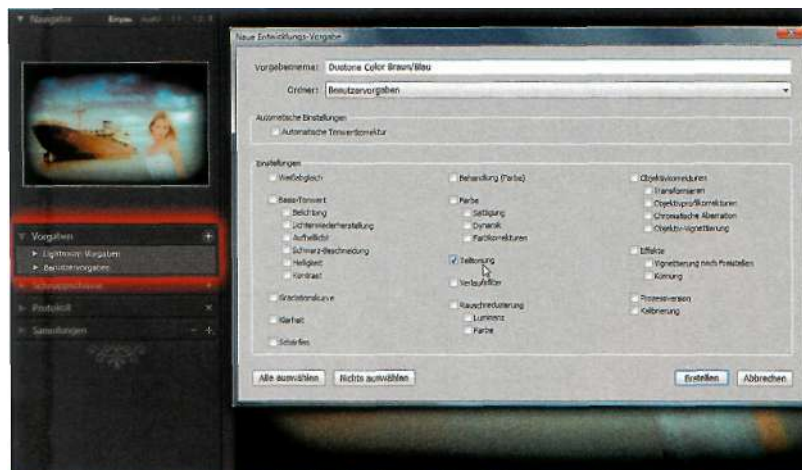 Navigator
Vorgaben
Lightroom Vorgaben
Benutzervorgaben
Schnappschüsse
Protokoll
Sammlungen
Neue Entwicklungs-Vorgabe
Vorgabenname: Duotone Color Braun/Blau
Ordner: Benutzervorgaben
Automatische Einstellungen
Automatische Tonwertkorrektur
Einstellungen
Weißabgleich
Basis-Tonwert
Belichtung
Lichterwiederherstellung
Aufhelllicht
Schwarz-Beschneidung
Helligkeit
Kontrast
Gradationskurve
Klarheit
Schärfen
Behandlung (Farbe)
Farbe
Sättigung
Dynamik
Farbkorrekturen
Teiltonung
Verlaufsfilter
Rauschreduzierung
Luminanz
Farbe
Objektivkorrekturen
Transformieren
Objektivprofilkorrekturen
Chromatische Aberration
Objektiv-Vignettierung
Effekte
Vignettierung nach Freistellen
Körnung
Prozessversion
Kalibrierung
Alle auswählen
Nichts auswählen
Erstellen
Abbrechen